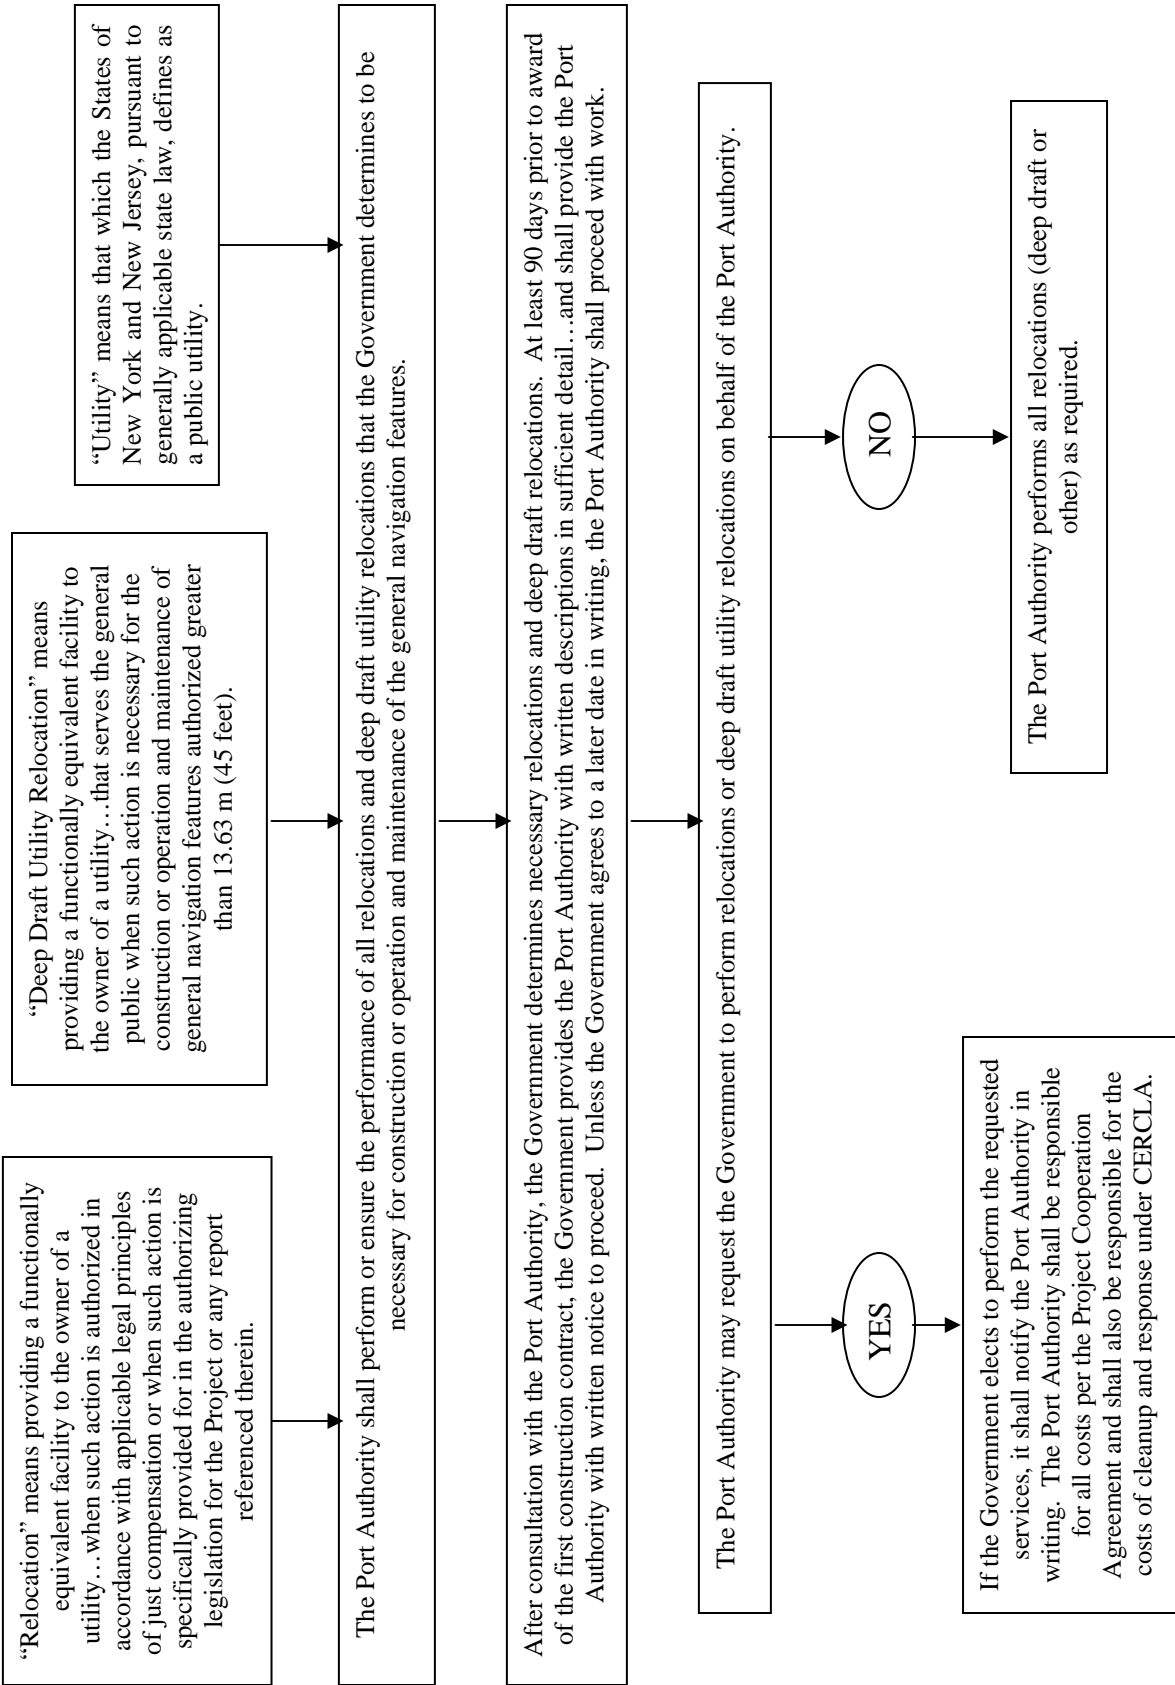 “Relocation” means providing a functionally
equivalent facility to the owner of a
utility…when such action is authorized in
accordance with applicable legal principles
of just compensation or when such action is
specifically provided for in the authorizing
legislation for the Project or any report
referenced therein.
“Deep Draft Utility Relocation” means
providing a functionally equivalent facility to
the owner of a utility…that serves the general
public when such action is necessary for the
construction or operation and maintenance of
general navigation features authorized greater
than 13.63 m (45 feet).
“Utility” means that which the States of
New York and New Jersey, pursuant to
generally applicable state law, defines as
a public utility.
The Port Authority shall perform or ensure the performance of all relocations and deep draft utility relocations that the Government determines to be
necessary for construction or operation and maintenance of the general navigation features.
After consultation with the Port Authority, the Government determines necessary relocations and deep draft relocations. At least 90 days prior to award
of the first construction contract, the Government provides the Port Authority with written descriptions in sufficient detail…and shall provide the Port
Authority with written notice to proceed. Unless the Government agrees to a later date in writing, the Port Authority shall proceed with work.
The Port Authority may request the Government to perform relocations or deep draft utility relocations on behalf of the Port Authority.
YES
NO
If the Government elects to perform the requested
services, it shall notify the Port Authority in
writing. The Port Authority shall be responsible
for all costs per the Project Cooperation
Agreement and shall also be responsible for the
costs of cleanup and response under CERCLA.
The Port Authority performs all relocations (deep draft or
other) as required.